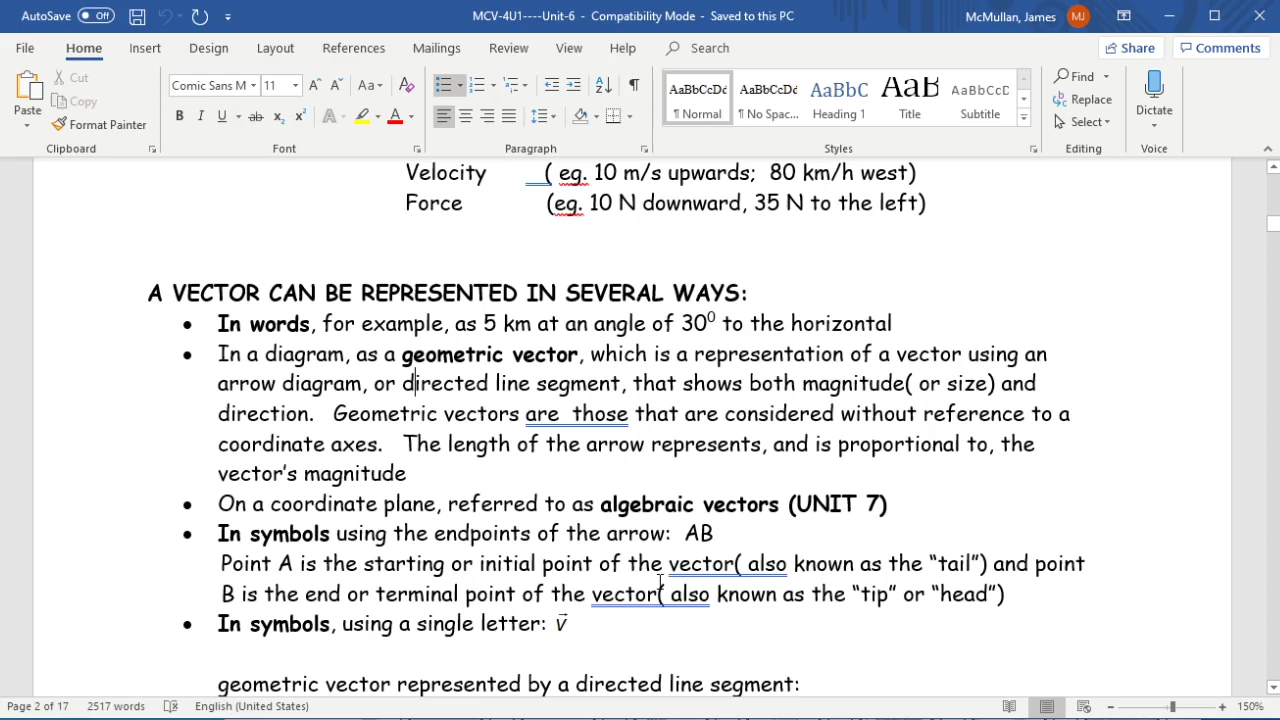 AutoSave Off MCV-4U1----Unit-6 - Compatibility Mode - Saved to this PC McMullan, James MJ
File Home Insert Design Layout References Mailings Review View Help Search Share Comments
Paste Cut Copy Format Painter
Comic Sans M 11 A A Aa A
B I U ab x₂ x² A A
AaBbCcDd AaBbCcDd AaBbC AaB AaBbCcD
¶ Normal ¶ No Spac... Heading 1 Title Subtitle
Find Replace Select Dictate
Clipboard Font Paragraph Styles Editing Voice
Velocity ( eg. 10 m/s upwards; 80 km/h west)
Force (eg. 10 N downward, 35 N to the left)
A VECTOR CAN BE REPRESENTED IN SEVERAL WAYS:
• In words, for example, as 5 km at an angle of 30⁰ to the horizontal
• In a diagram, as a geometric vector, which is a representation of a vector using an
arrow diagram, or directed line segment, that shows both magnitude( or size) and
direction. Geometric vectors are those that are considered without reference to a
coordinate axes. The length of the arrow represents, and is proportional to, the
vector's magnitude
• On a coordinate plane, referred to as algebraic vectors (UNIT 7)
• In symbols using the endpoints of the arrow: AB
Point A is the starting or initial point of the vector( also known as the “tail”) and point
B is the end or terminal point of the vector( also known as the “tip” or “head”)
• In symbols, using a single letter: v⃗
geometric vector represented by a directed line segment:
Page 2 of 17 2517 words English (United States) 150%